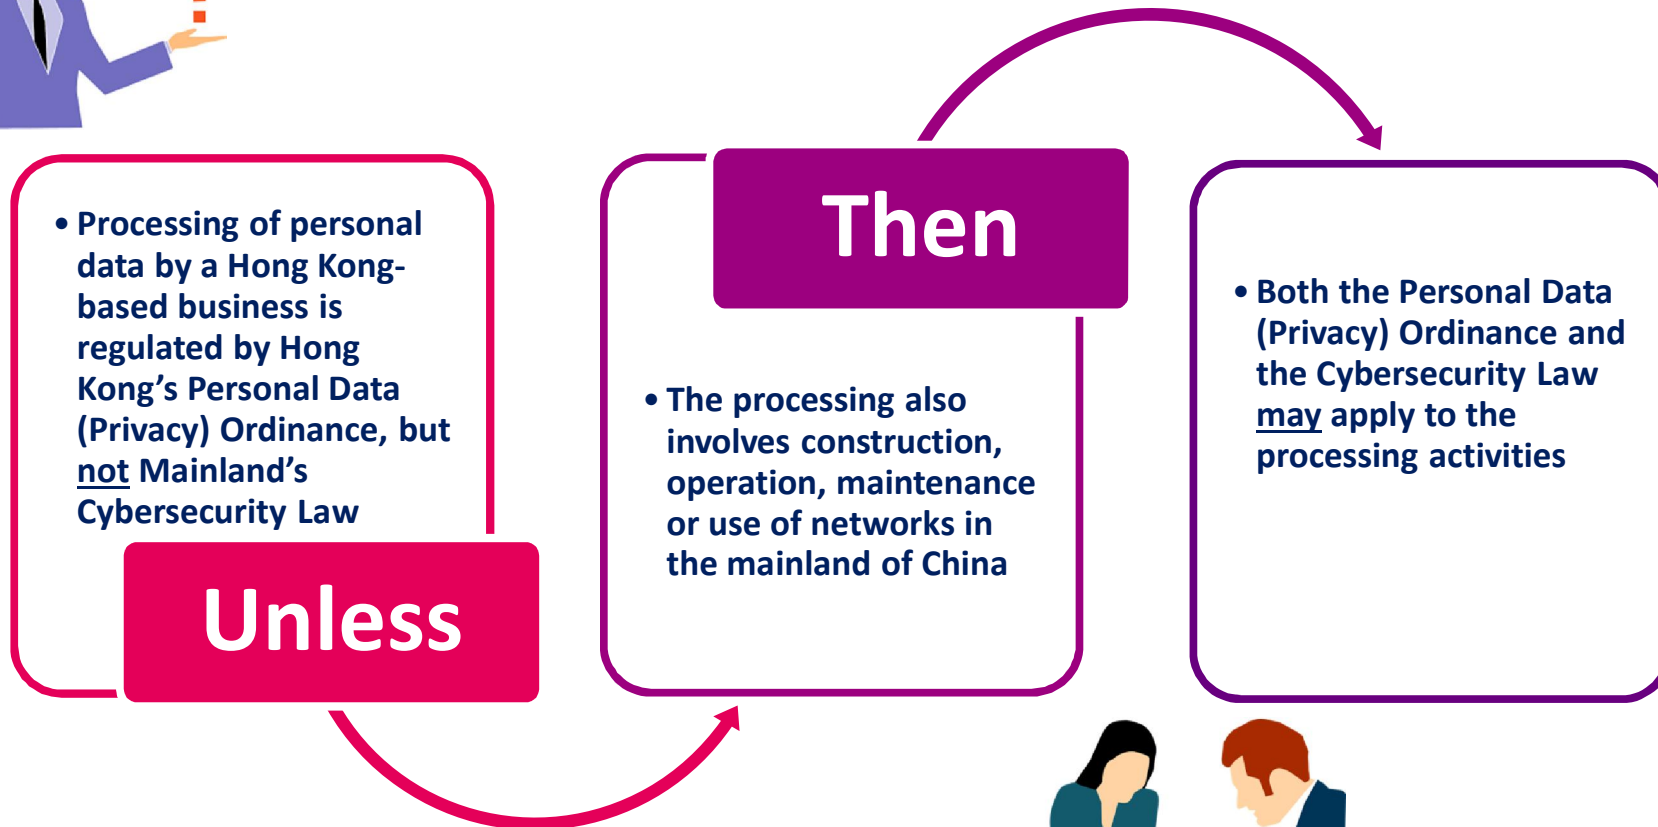 • Processing of personal
data by a Hong Kong-
based business is
regulated by Hong
Kong’s Personal Data
(Privacy) Ordinance, but
not Mainland’s
Cybersecurity Law
Unless
Then
• The processing also
involves construction,
operation, maintenance
or use of networks in
the mainland of China
• Both the Personal Data
(Privacy) Ordinance and
the Cybersecurity Law
may apply to the
processing activities